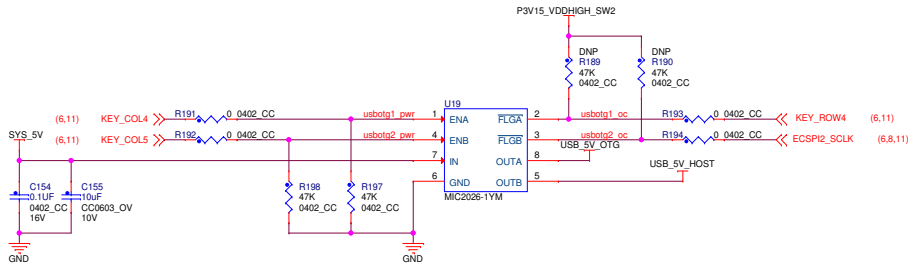 P3V15_VDDHIGH_SW2
DNP
R189
47K
0402_CC
DNP
R190
47K
0402_CC
U19
(6,11) KEY_COL4 R191 0 0402_CC usbotg1_pwr 1 ENA FLGA 2 usbotg1_oc R193 0 0402_CC KEY_ROW4 (6,11)
(6,11) KEY_COL5 R192 0 0402_CC usbotg2_pwr 4 ENB FLGB 3 usbotg2_oc R194 0 0402_CC ECSPI2_SCLK (6,8,11)
SYS_5V
7 IN OUTA 8 USB_5V_OTG
6 GND OUTB 5 USB_5V_HOST
MIC2026-1YM
C154
0.1UF
0402_CC
16V
C155
10uF
CC0603_OV
10V
R198
47K
0402_CC
R197
47K
0402_CC
GND
GND